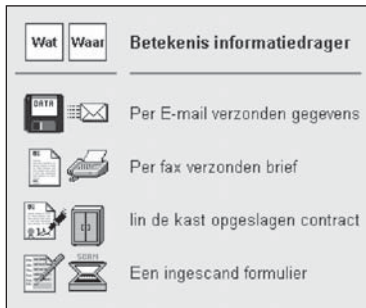 Wat Waar Betekenis informatiedrager
DATA Per E-mail verzonden gegevens
Per fax verzonden brief
Iin de kast opgeslagen contract
SCAN Een ingescand formulier